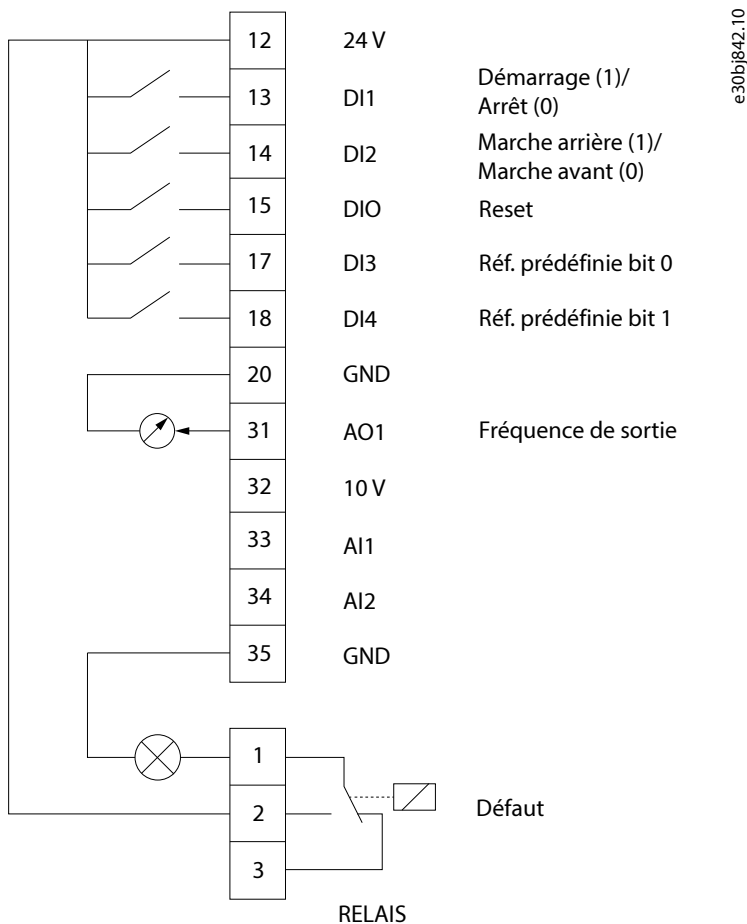 12 24 V
13 DI1 Démarrage (1)/
Arrêt (0)
14 DI2 Marche arrière (1)/
Marche avant (0)
15 DIO Reset
17 DI3 Réf. prédéfinie bit 0
18 DI4 Réf. prédéfinie bit 1
20 GND
31 AO1 Fréquence de sortie
32 10 V
33 AI1
34 AI2
35 GND
1
2 Défaut
3
RELAIS
e30bj842.10